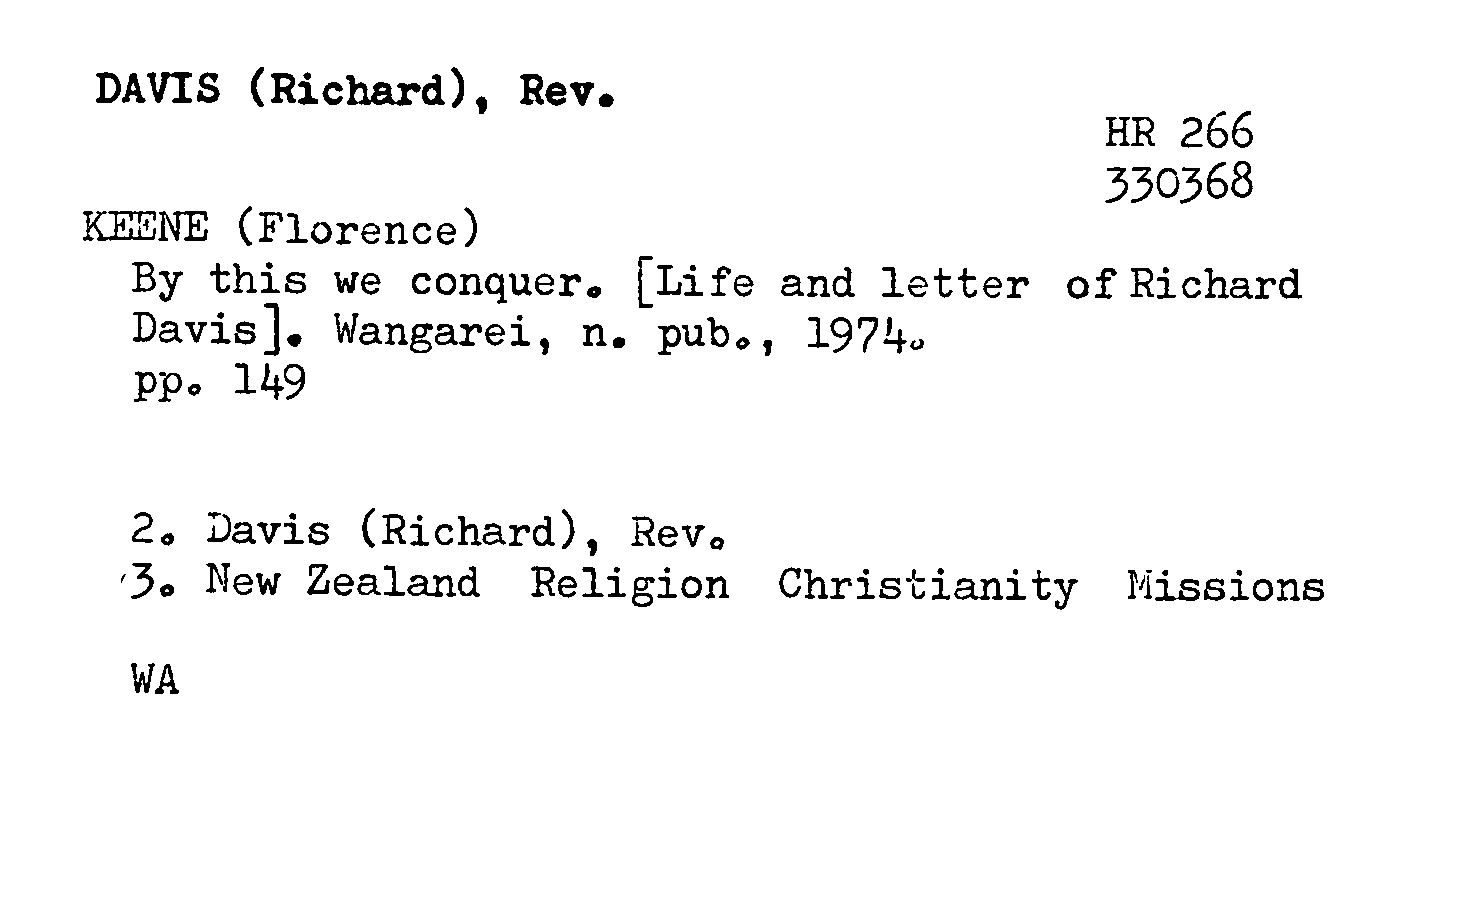 DAVIS (Richard), Rev.
HR 266
330368
KEENE (Florence)
By this we conquer. [Life and letter of Richard
Davis]. Wangarei, n. pub., 1974.
pp. 149
2. Davis (Richard), Rev.
3. New Zealand Religion Christianity Missions
WA